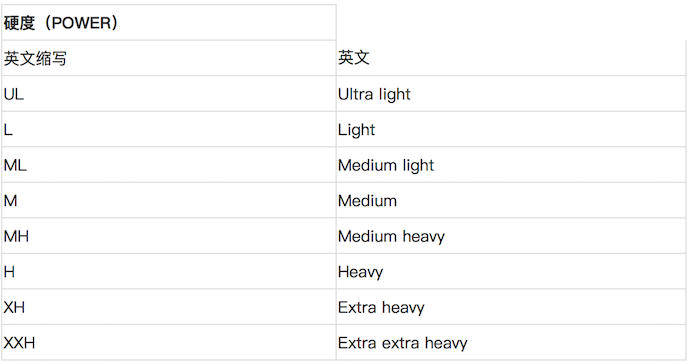 硬度（POWER）
英文缩写 英文
UL Ultra light
L Light
ML Medium light
M Medium
MH Medium heavy
H Heavy
XH Extra heavy
XXH Extra extra heavy